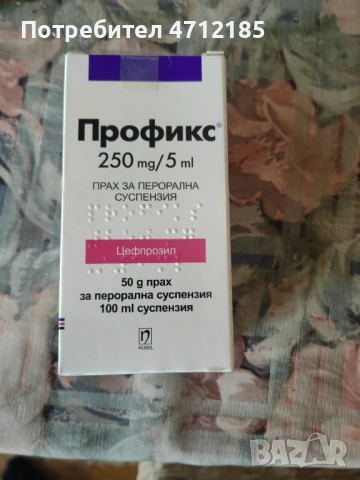 Потребител 4712185
Профикс®
250 mg/5 ml
ПРАХ ЗА ПЕРОРАЛНА
СУСПЕНЗИЯ
Цефпрозил
50 g прах
за перорална суспензия
100 ml суспензия
NOBEL
BAZAR